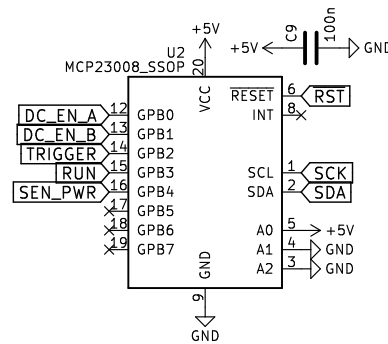 +5V
C9
100n
+5V
GND
U2
MCP23008_SSOP
20
VCC
DC_EN_A 12 GPB0
DC_EN_B 13 GPB1
TRIGGER 14 GPB2
RUN 15 GPB3
SEN_PWR 16 GPB4
17 GPB5
18 GPB6
19 GPB7
RESET 6 RST
INT 8
SCL 1 SCK
SDA 2 SDA
A0 5 +5V
A1 4 GND
A2 3 GND
GND
9
GND